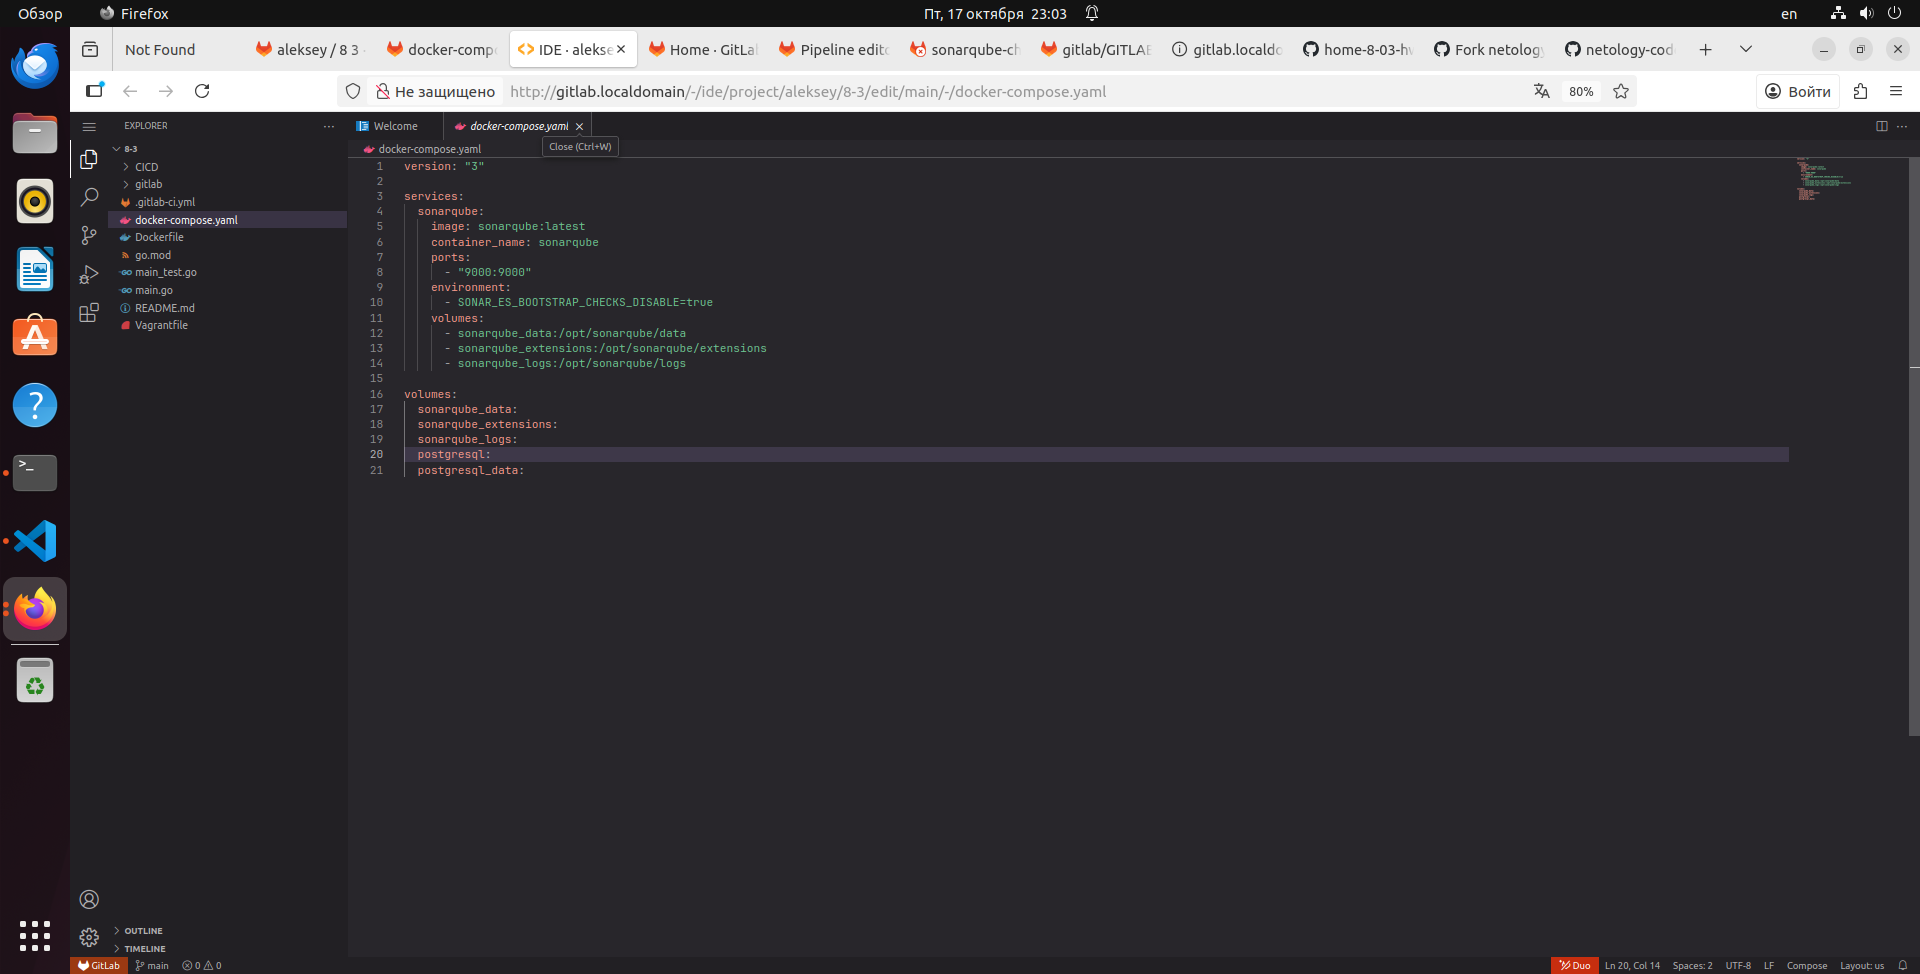 Обзор
Firefox
Пт, 17 октября 23:03
en
Not Found
aleksey / 8 3
docker-comp
IDE · alekse
Home · GitLa
Pipeline edit
sonarqube-ch
gitlab/GITLAB
gitlab.localdo
home-8-03-h
Fork netology
netology-cod
Не защищено
http://gitlab.localdomain/-/ide/project/aleksey/8-3/edit/main/-/docker-compose.yaml
80%
Войти
EXPLORER
Welcome
docker-compose.yaml
Close (Ctrl+W)
8-3
CICD
gitlab
.gitlab-ci.yml
docker-compose.yaml
Dockerfile
go.mod
main_test.go
main.go
README.md
Vagrantfile
docker-compose.yaml
1 version: "3"
2
3 services:
4 sonarqube:
5 image: sonarqube:latest
6 container_name: sonarqube
7 ports:
8 - "9000:9000"
9 environment:
10 - SONAR_ES_BOOTSTRAP_CHECKS_DISABLE=true
11 volumes:
12 - sonarqube_data:/opt/sonarqube/data
13 - sonarqube_extensions:/opt/sonarqube/extensions
14 - sonarqube_logs:/opt/sonarqube/logs
15
16 volumes:
17 sonarqube_data:
18 sonarqube_extensions:
19 sonarqube_logs:
20 postgresql:
21 postgresql_data:
OUTLINE
TIMELINE
GitLab
main
0 0
Duo
Ln 20, Col 14
Spaces: 2
UTF-8
LF
Compose
Layout: us